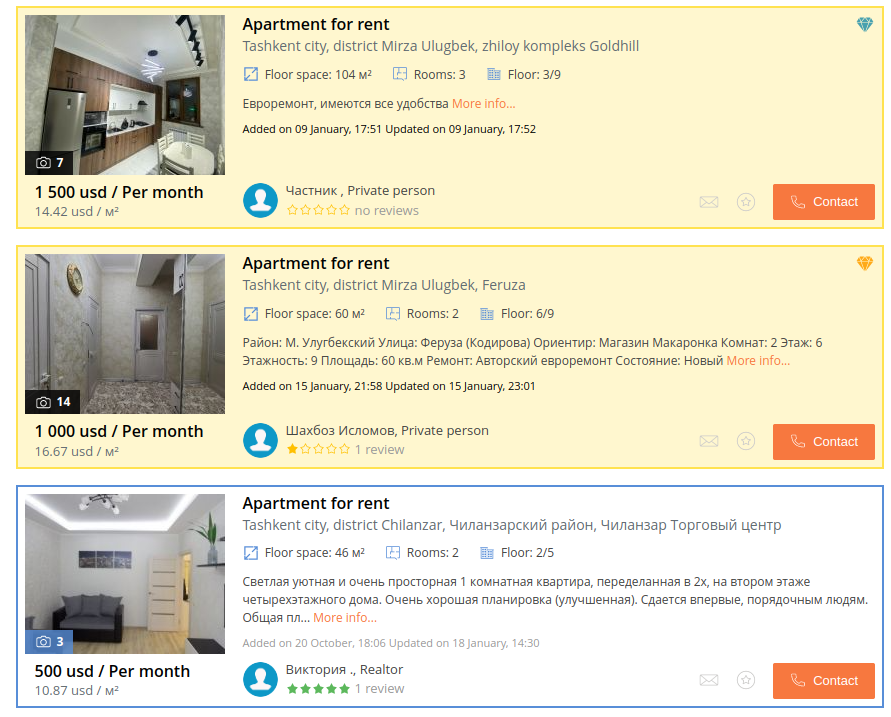 Apartment for rent
Tashkent city, district Mirza Ulugbek, zhiloy kompleks Goldhill
Floor space: 104 м² Rooms: 3 Floor: 3/9
Евроремонт, имеются все удобства More info...
Added on 09 January, 17:51 Updated on 09 January, 17:52
7
1 500 usd / Per month
14.42 usd / м²
Частник , Private person
no reviews
Contact
Apartment for rent
Tashkent city, district Mirza Ulugbek, Feruza
Floor space: 60 м² Rooms: 2 Floor: 6/9
Район: М. Улугбекский Улица: Феруза (Кодирова) Ориентир: Магазин Макаронка Комнат: 2 Этаж: 6
Этажность: 9 Площадь: 60 кв.м Ремонт: Авторский евроремонт Состояние: Новый More info...
Added on 15 January, 21:58 Updated on 15 January, 23:01
14
1 000 usd / Per month
16.67 usd / м²
Шахбоз Исломов, Private person
1 review
Contact
Apartment for rent
Tashkent city, district Chilanzar, Чиланзарский район, Чиланзар Торговый центр
Floor space: 46 м² Rooms: 2 Floor: 2/5
Светлая уютная и очень просторная 1 комнатная квартира, переделанная в 2х, на втором этаже
четырехэтажного дома. Очень хорошая планировка (улучшенная). Сдается впервые, порядочным людям.
Общая пл... More info...
Added on 20 October, 18:06 Updated on 18 January, 14:30
3
500 usd / Per month
10.87 usd / м²
Виктория ., Realtor
1 review
Contact